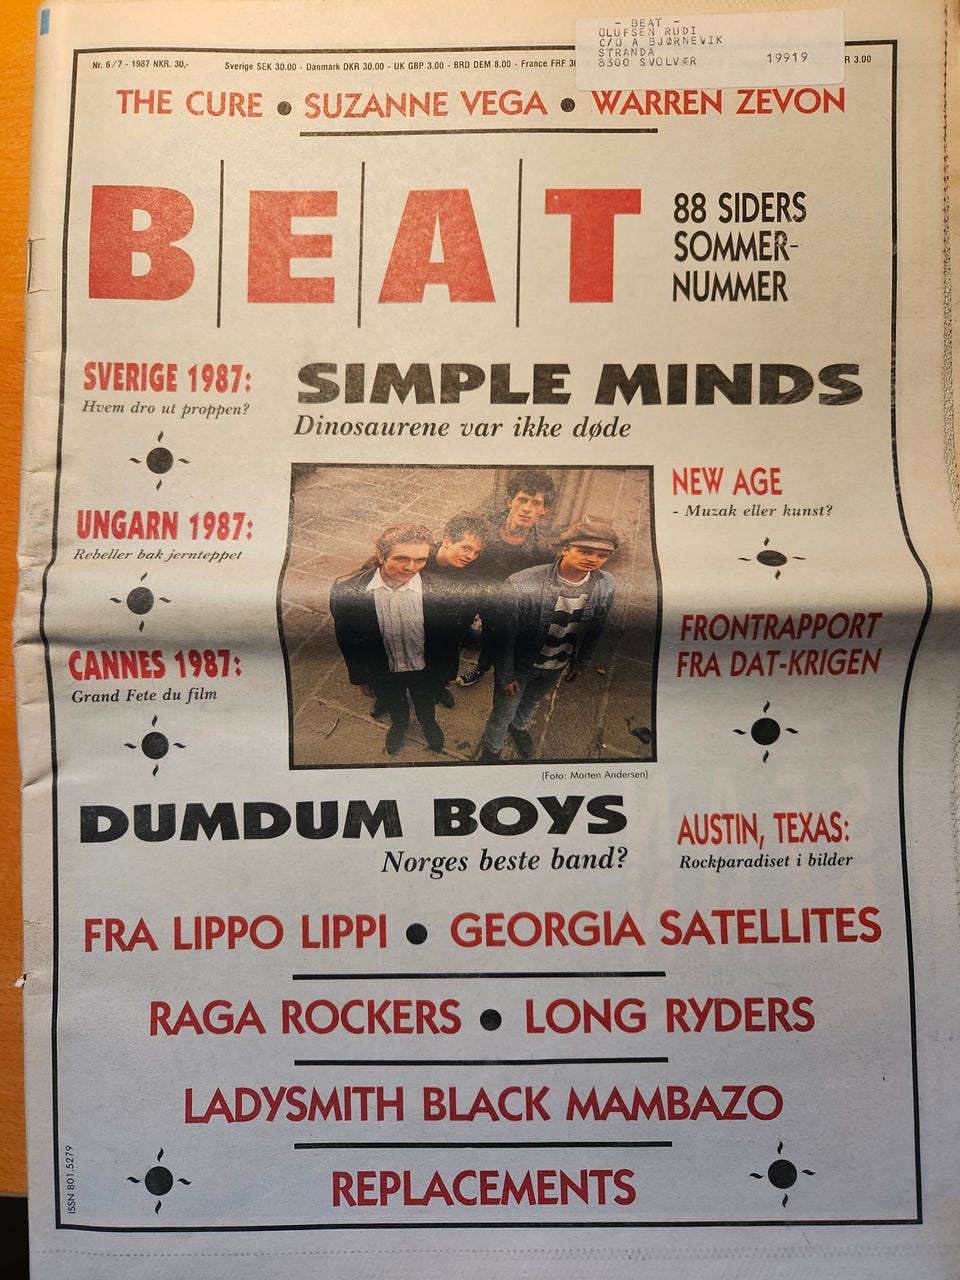 - BEAT -
OLUFSEN RUDI
C/O A BJØRNEVIK
STRANDA
8300 SVOLVÆR 19919
Nr. 6/7 - 1987 NKR. 30,- Sverige SEK 30.00 - Danmark DKR 30.00 - UK GBP 3.00 - BRD DEM 8.00 - France FRF 3.00
THE CURE ● SUZANNE VEGA ● WARREN ZEVON
BEAT
88 SIDERS
SOMMER-
NUMMER
SVERIGE 1987:
Hvem dro ut proppen?
SIMPLE MINDS
Dinosaurene var ikke døde
UNGARN 1987:
Rebeller bak jernteppet
CANNES 1987:
Grand Fete du film
NEW AGE
- Muzak eller kunst?
FRONTRAPPORT
FRA DAT-KRIGEN
(Foto: Morten Andersen)
DUMDUM BOYS
Norges beste band?
AUSTIN, TEXAS:
Rockparadiset i bilder
FRA LIPPO LIPPI ● GEORGIA SATELLITES
RAGA ROCKERS ● LONG RYDERS
LADYSMITH BLACK MAMBAZO
REPLACEMENTS
ISSN 801.5279